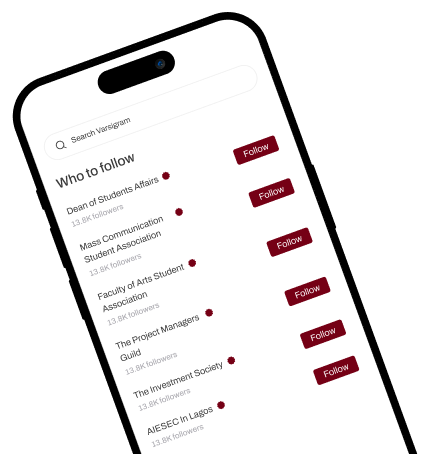 Search Varsigram
Who to follow
Dean of Students Affairs
13.8K followers
Follow
Mass Communication
Student Association
13.8K followers
Follow
Faculty of Arts Student
Association
13.8K followers
Follow
The Project Managers
Guild
13.8K followers
Follow
The Investment Society
13.8K followers
Follow
AIESEC In Lagos
13.8K followers
Follow